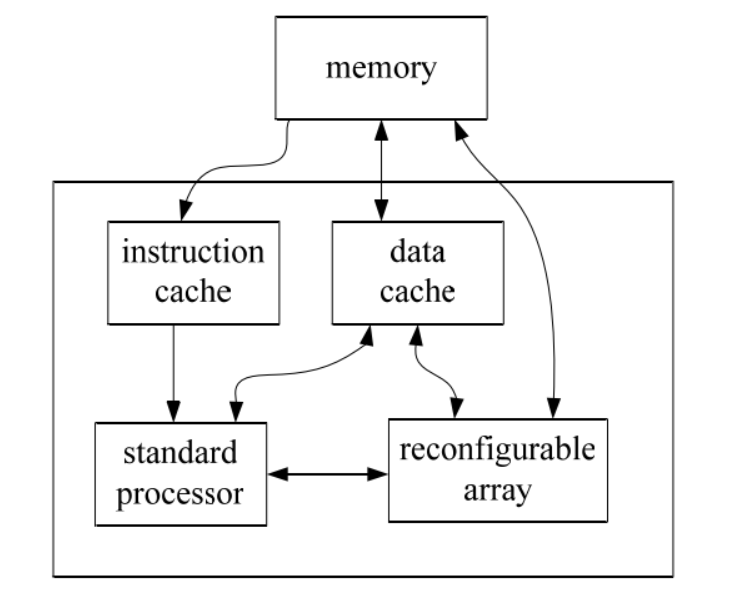 memory
instruction
cache
data
cache
standard
processor
reconfigurable
array